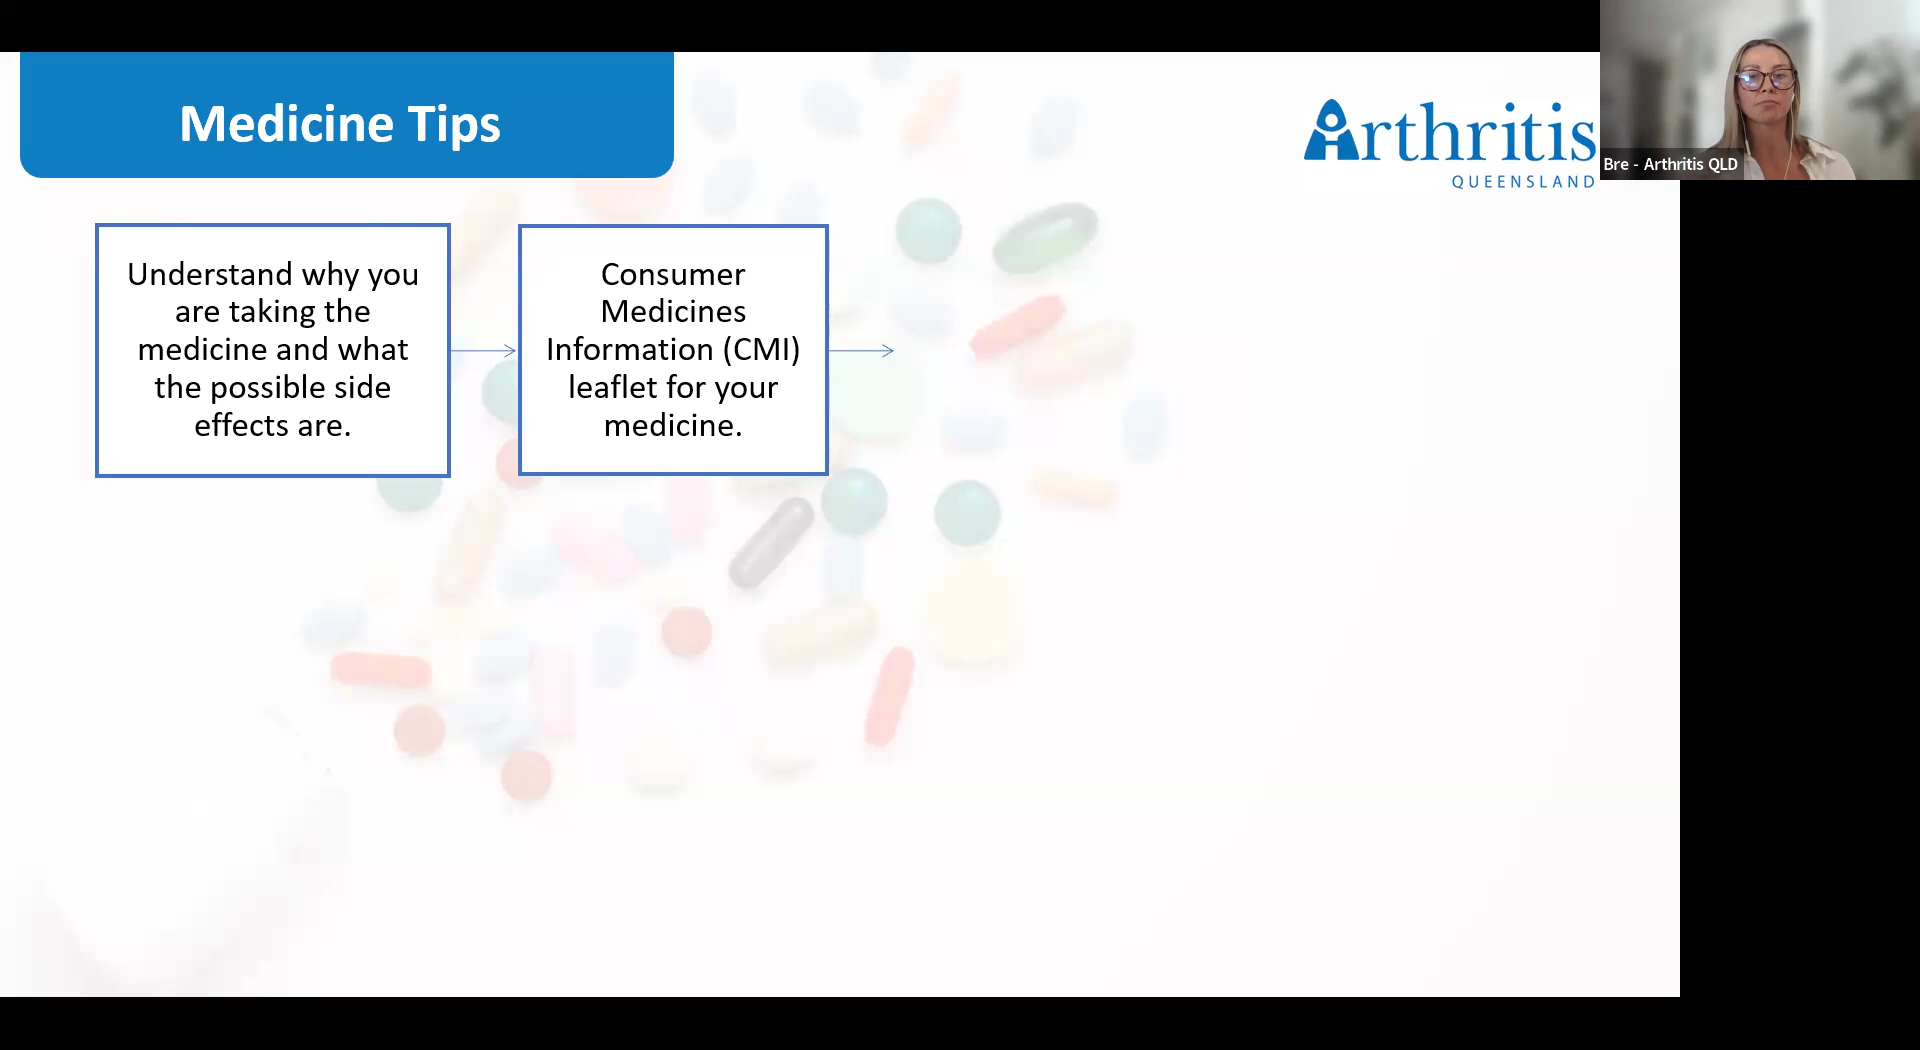 Medicine Tips
Arthritis
QUEENSLAND
Bre - Arthritis QLD
Understand why you
are taking the
medicine and what
the possible side
effects are.
Consumer
Medicines
Information (CMI)
leaflet for your
medicine.